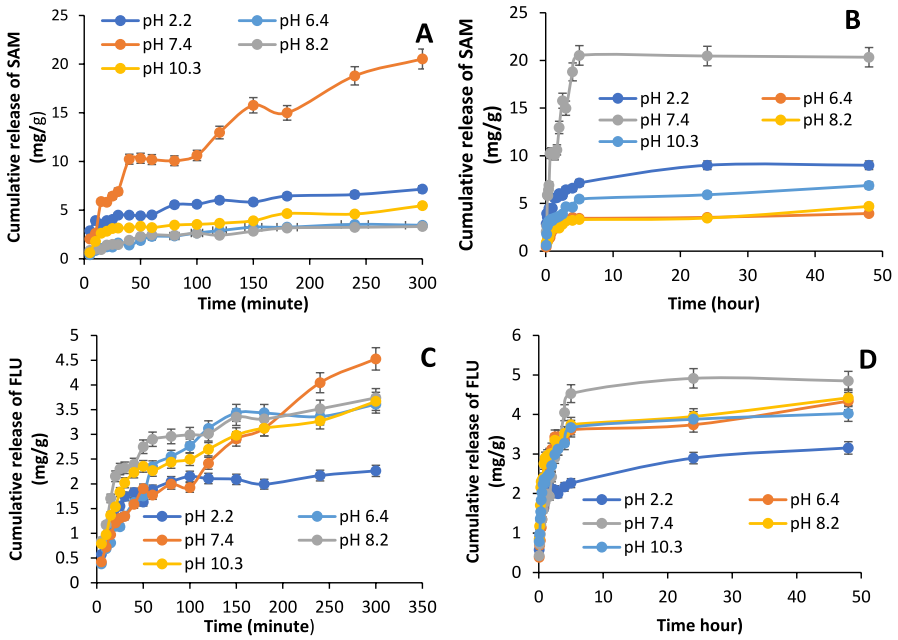 A
pH 2.2
pH 6.4
pH 7.4
pH 8.2
pH 10.3
Cumulative release of SAM
(mg/g)
25
20
15
10
5
0
0 50 100 150 200 250 300
Time (minute)
B
pH 2.2
pH 6.4
pH 7.4
pH 8.2
pH 10.3
Cumulative release of SAM
(mg/g)
25
20
15
10
5
0
0 10 20 30 40 50
Time (hour)
C
pH 2.2
pH 6.4
pH 7.4
pH 8.2
pH 10.3
Cumulative release of FLU
(mg/g)
5
4.5
4
3.5
3
2.5
2
1.5
1
0.5
0
0 50 100 150 200 250 300 350
Time (minute)
D
pH 2.2
pH 6.4
pH 7.4
pH 8.2
pH 10.3
Cumulative release of FLU
(mg/g)
6
5
4
3
2
1
0
0 10 20 30 40 50
Time hour)